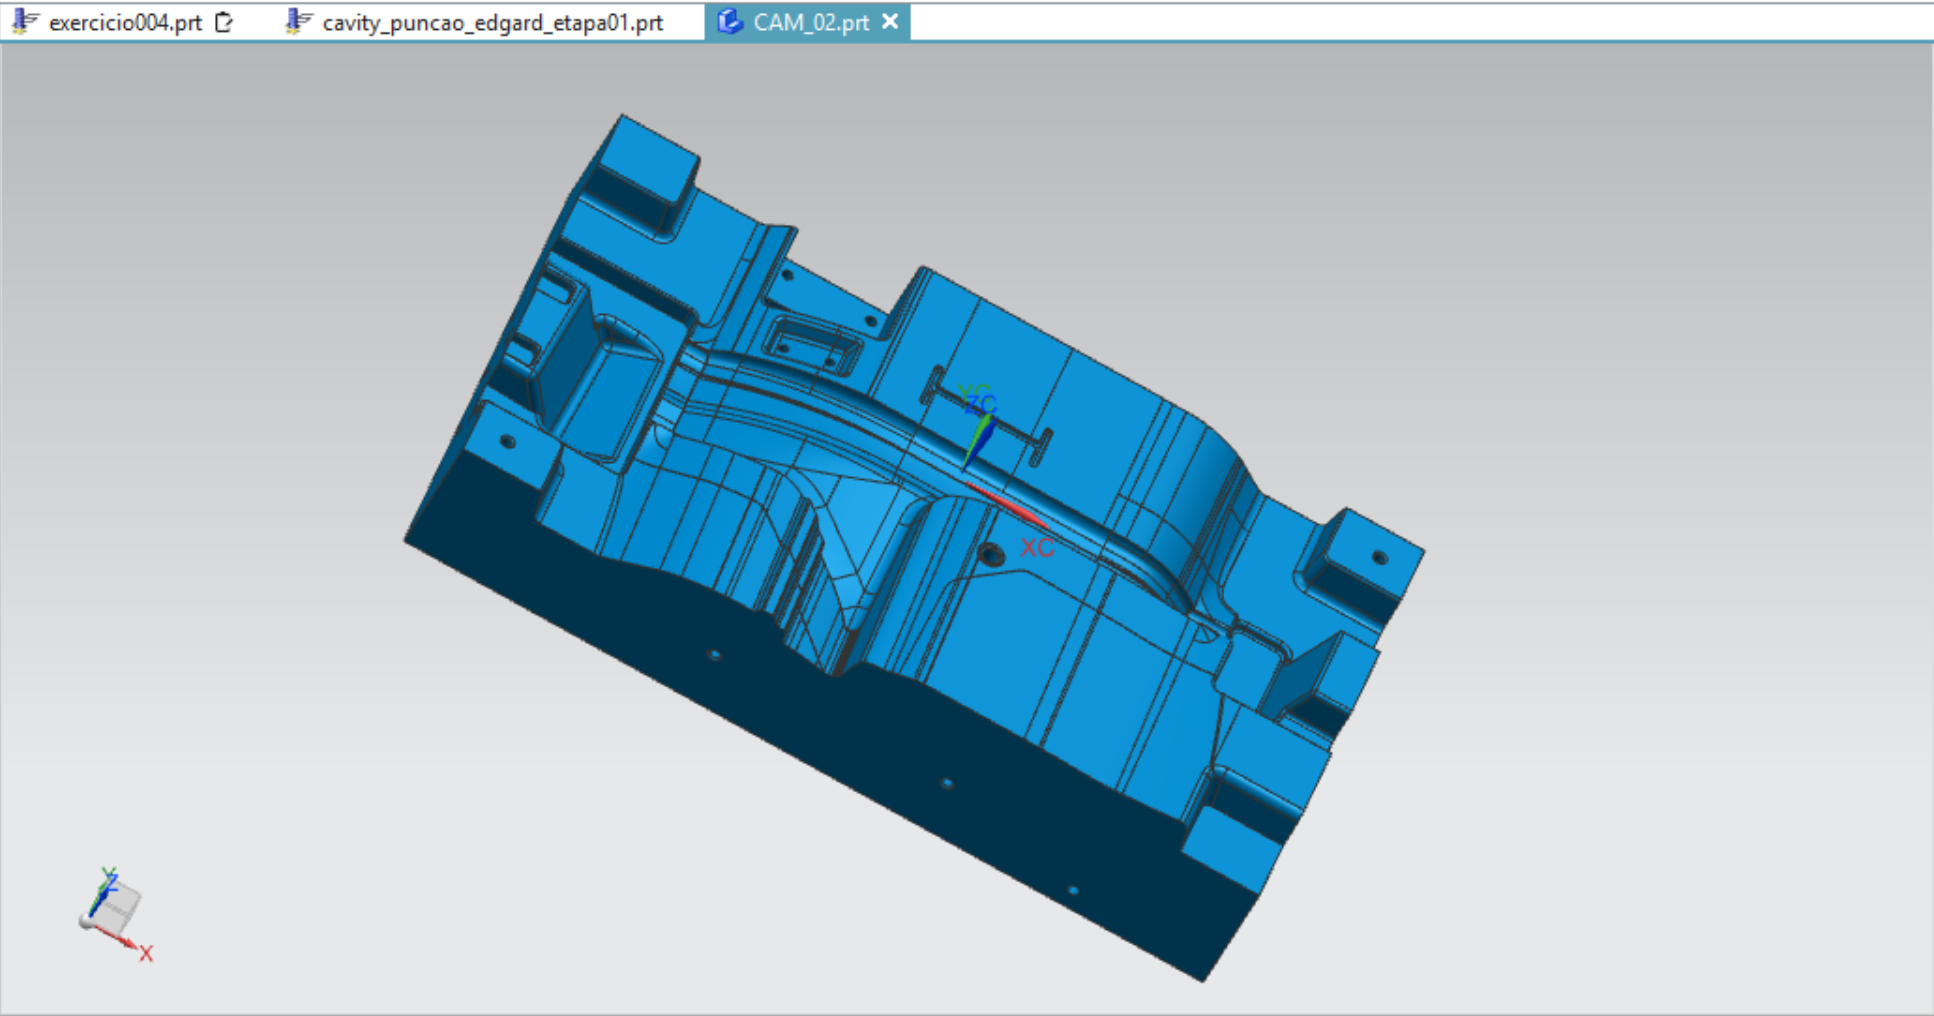 exercicio004.prt
cavity_puncao_edgard_etapa01.prt
CAM_02.prt
YC
ZC
XC
Y
Z
X